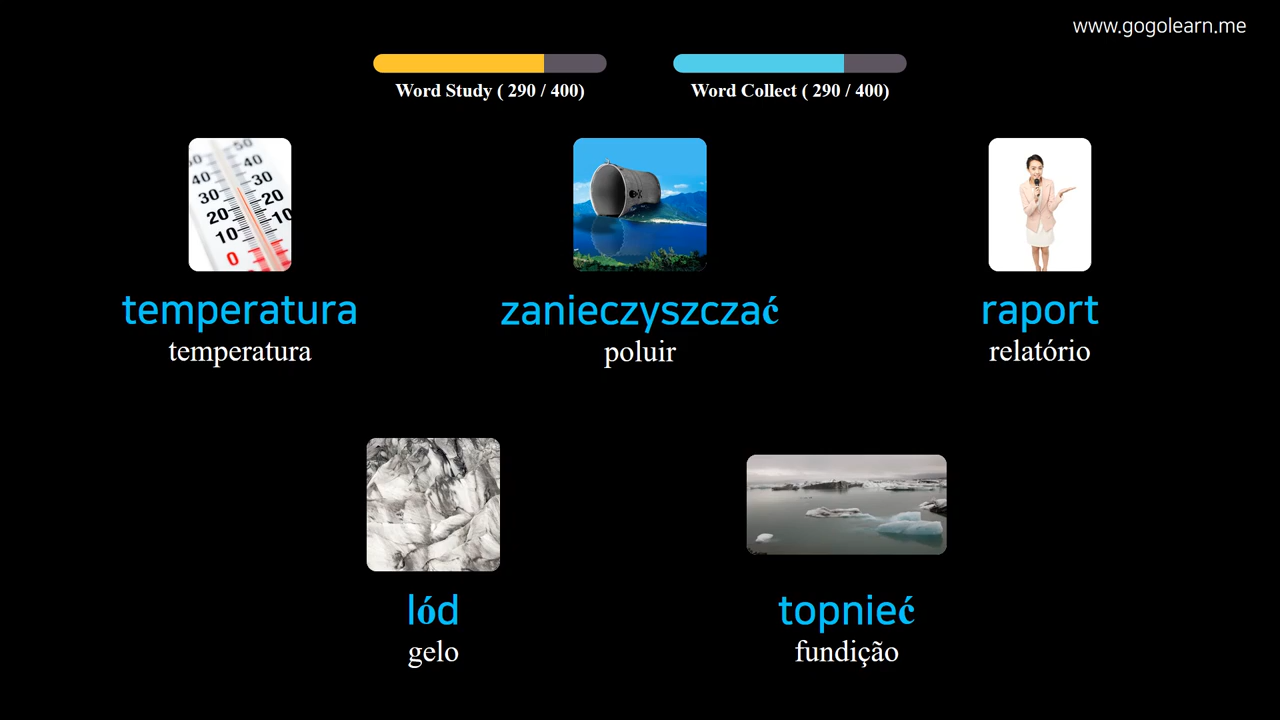 www.gogolearn.me
Word Study ( 290 / 400)
Word Collect ( 290 / 400)
temperatura
temperatura
zanieczyszczać
poluir
raport
relatório
lód
gelo
topnieć
fundição